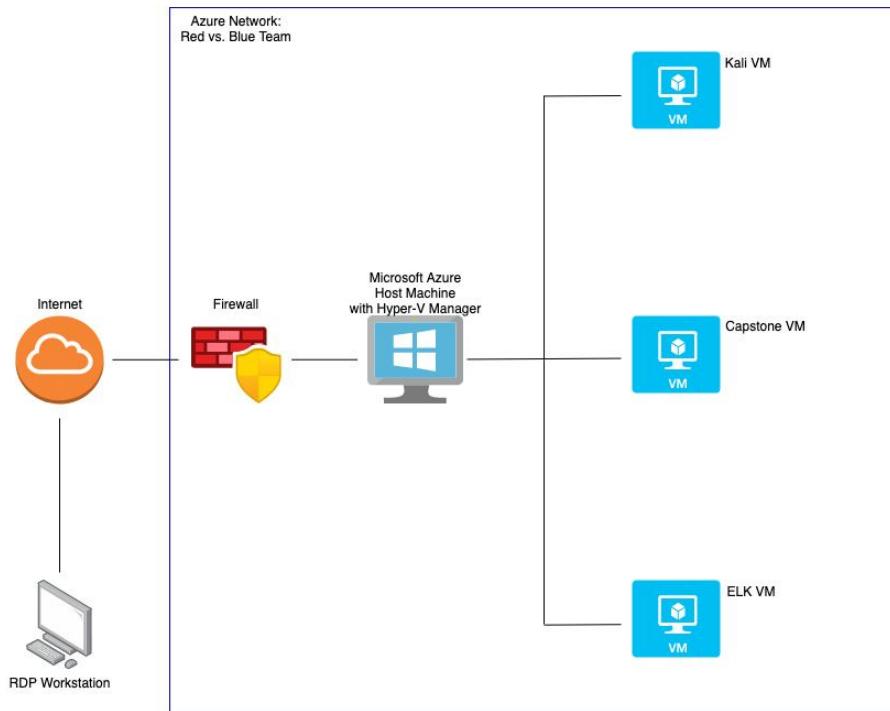 Azure Network:
Red vs. Blue Team
Kali VM
VM
Microsoft Azure
Host Machine
with Hyper-V Manager
Internet
Firewall
Capstone VM
VM
ELK VM
VM
RDP Workstation